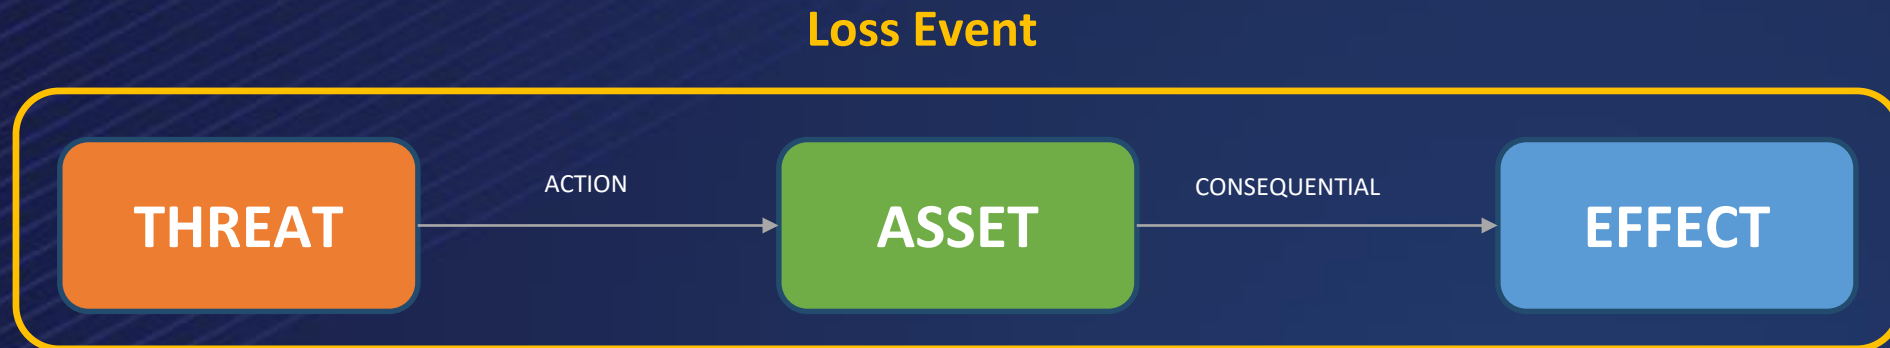 Loss Event
THREAT
ACTION
ASSET
CONSEQUENTIAL
EFFECT